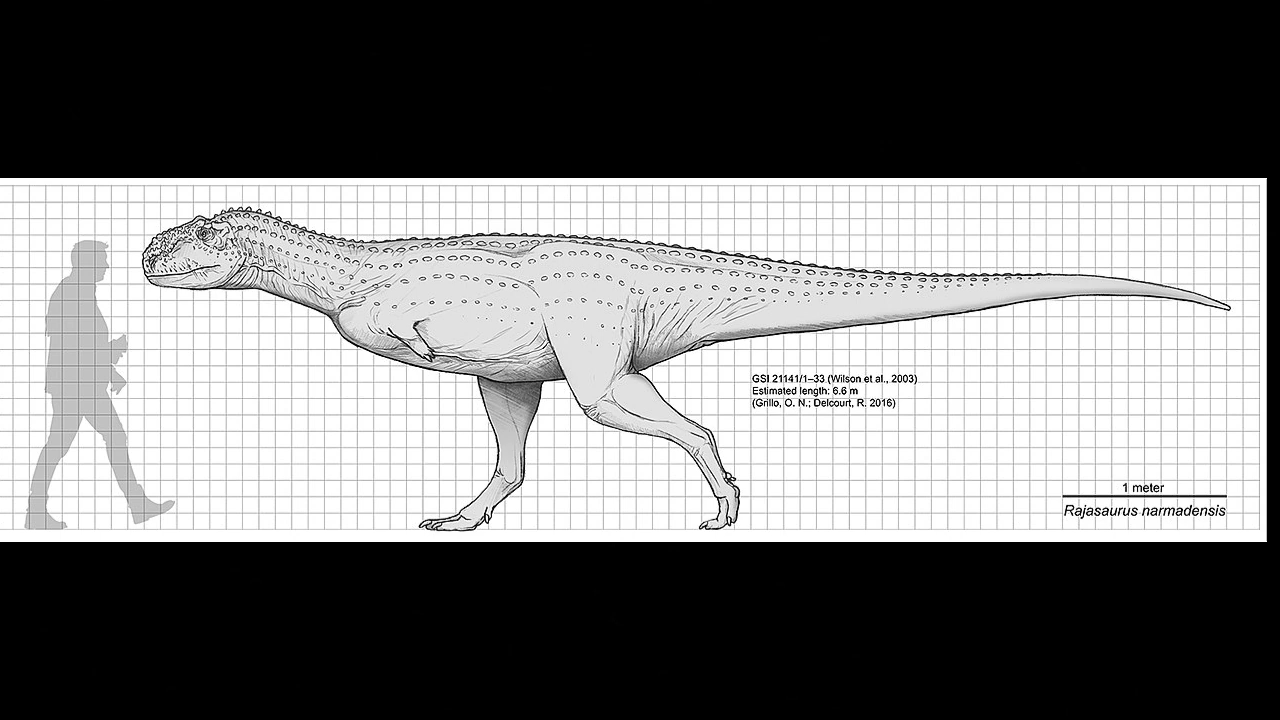 GSI 21141/1–33 (Wilson et al., 2003)
Estimated length: 6.6 m
(Grillo, O. N.; Delcourt, R. 2016)
1 meter
Rajasaurus narmadensis